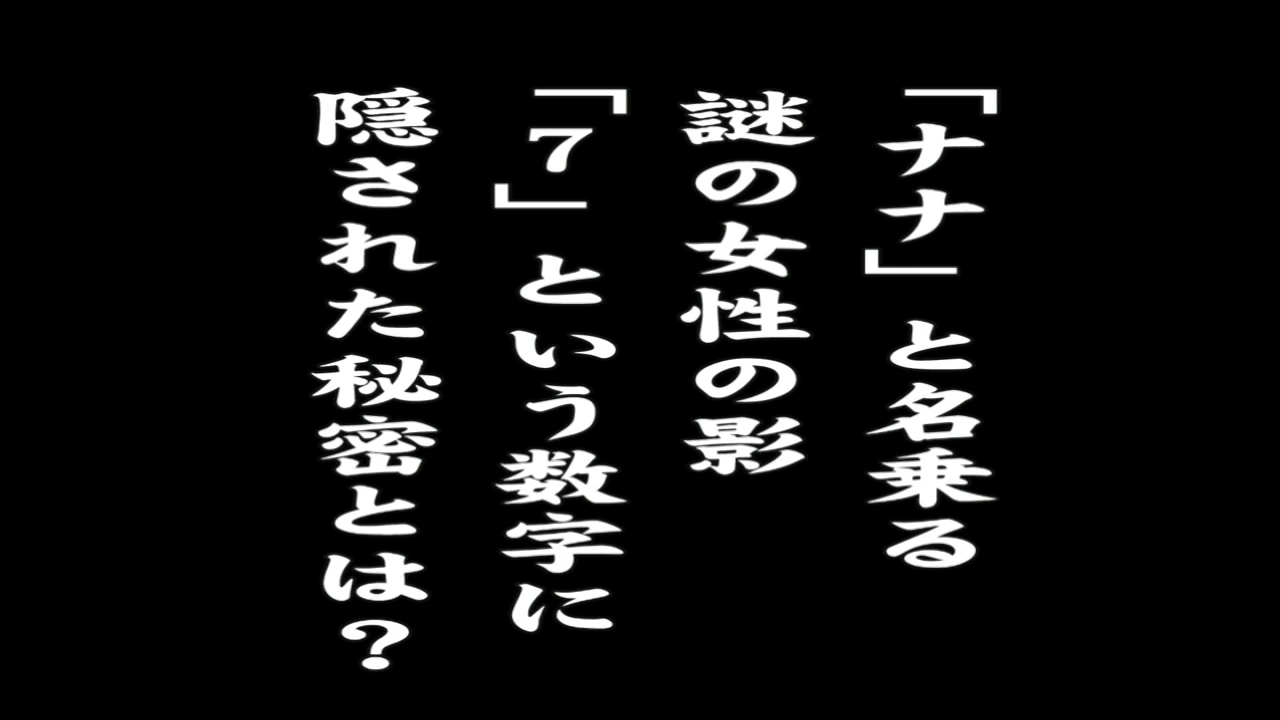 「ナナ」と名乗る
謎の女性の影
「7」という数字に
隠された秘密とは？